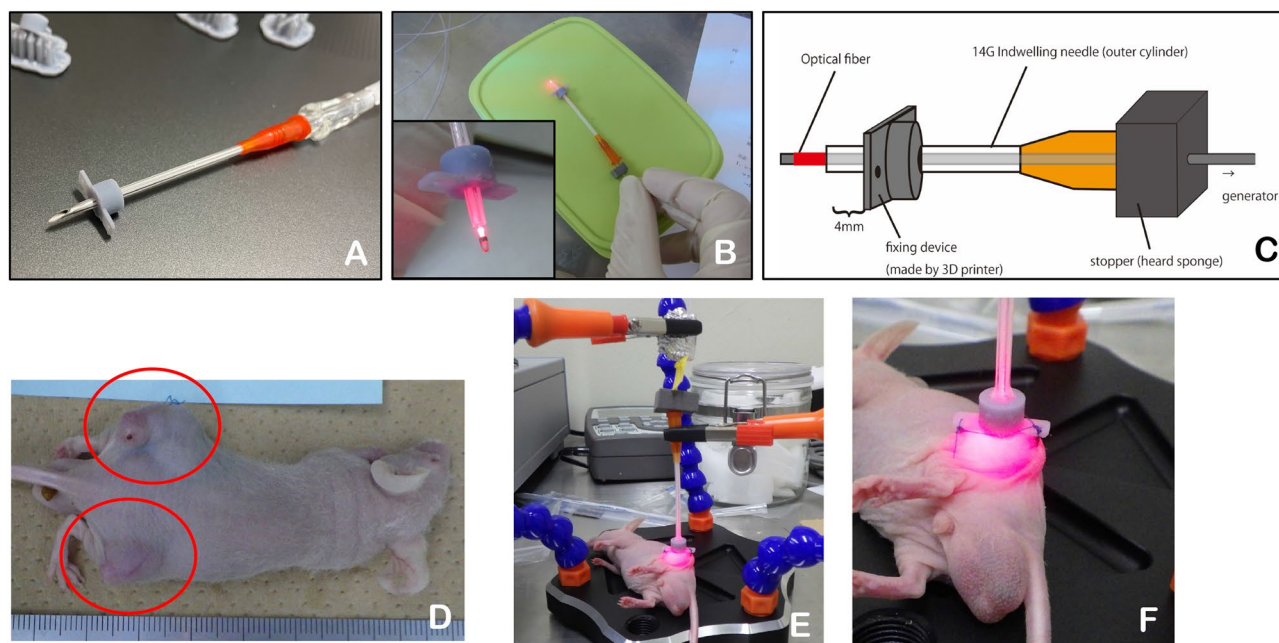 A
B
Optical fiber
14G Indwelling needle (outer cylinder)
4mm
fixing device
(made by 3D printer)
→
generator
stopper (heard sponge)
C
D
E
F